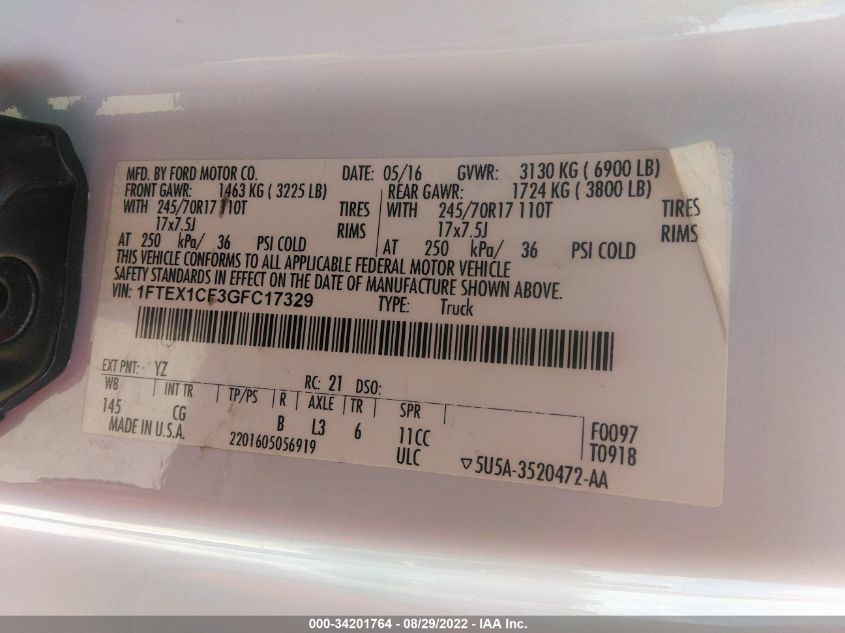 MFD. BY FORD MOTOR CO. DATE: 05/16 GVWR: 3130 KG ( 6900 LB)
FRONT GAWR: 1463 KG ( 3225 LB) REAR GAWR: 1724 KG ( 3800 LB)
WITH 245/70R17 110T TIRES WITH 245/70R17 110T TIRES
17x7.5J RIMS 17x7.5J RIMS
AT 250 kPa/ 36 PSI COLD AT 250 kPa/ 36 PSI COLD
THIS VEHICLE CONFORMS TO ALL APPLICABLE FEDERAL MOTOR VEHICLE
SAFETY STANDARDS IN EFFECT ON THE DATE OF MANUFACTURE SHOWN ABOVE.
VIN: 1FTEX1CF3GFC17329 TYPE: Truck
EXT PNT: YZ RC: 21 DSO:
WB INT TR TP/PS R AXLE TR SPR
145 CG B L3 6 11CC F0097
MADE IN U.S.A. 2201605056919 ULC T0918
▽5U5A-3520472-AA
000-34201764 - 08/29/2022 - IAA Inc.